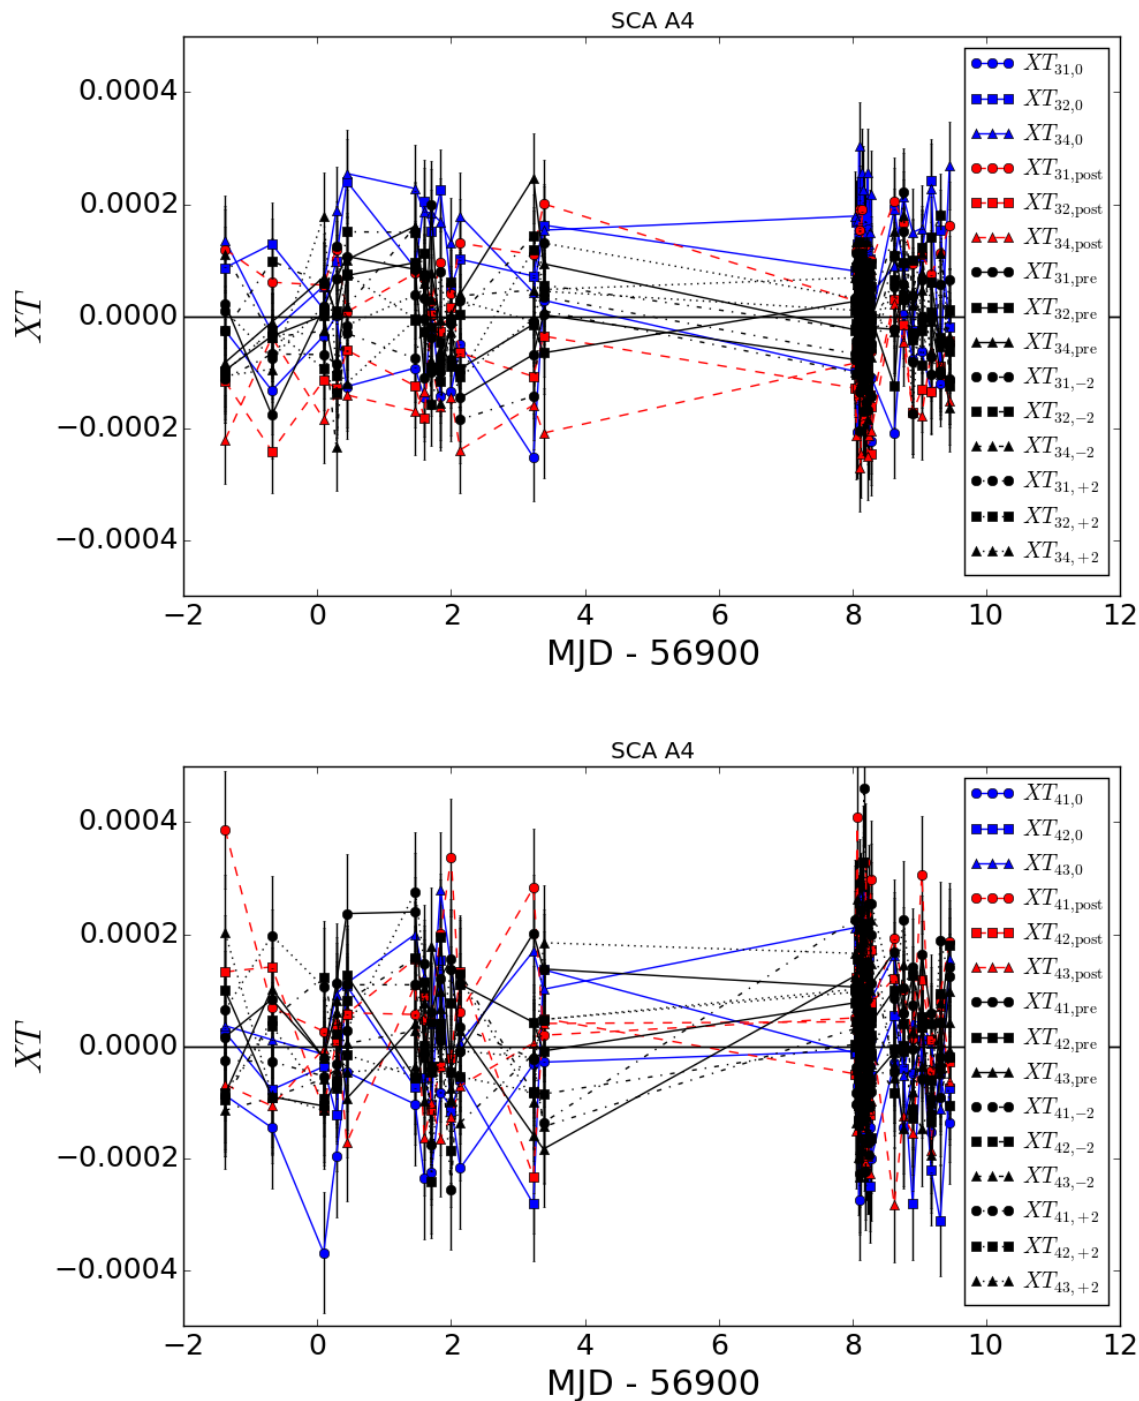 SCA A4
0.0004
0.0002
0.0000
−0.0002
−0.0004
XT
−2 0 2 4 6 8 10 12
MJD - 56900
XT31,0
XT32,0
XT34,0
XT31,post
XT32,post
XT34,post
XT31,pre
XT32,pre
XT34,pre
XT31,−2
XT32,−2
XT34,−2
XT31,+2
XT32,+2
XT34,+2
SCA A4
0.0004
0.0002
0.0000
−0.0002
−0.0004
XT
−2 0 2 4 6 8 10 12
MJD - 56900
XT41,0
XT42,0
XT43,0
XT41,post
XT42,post
XT43,post
XT41,pre
XT42,pre
XT43,pre
XT41,−2
XT42,−2
XT43,−2
XT41,+2
XT42,+2
XT43,+2